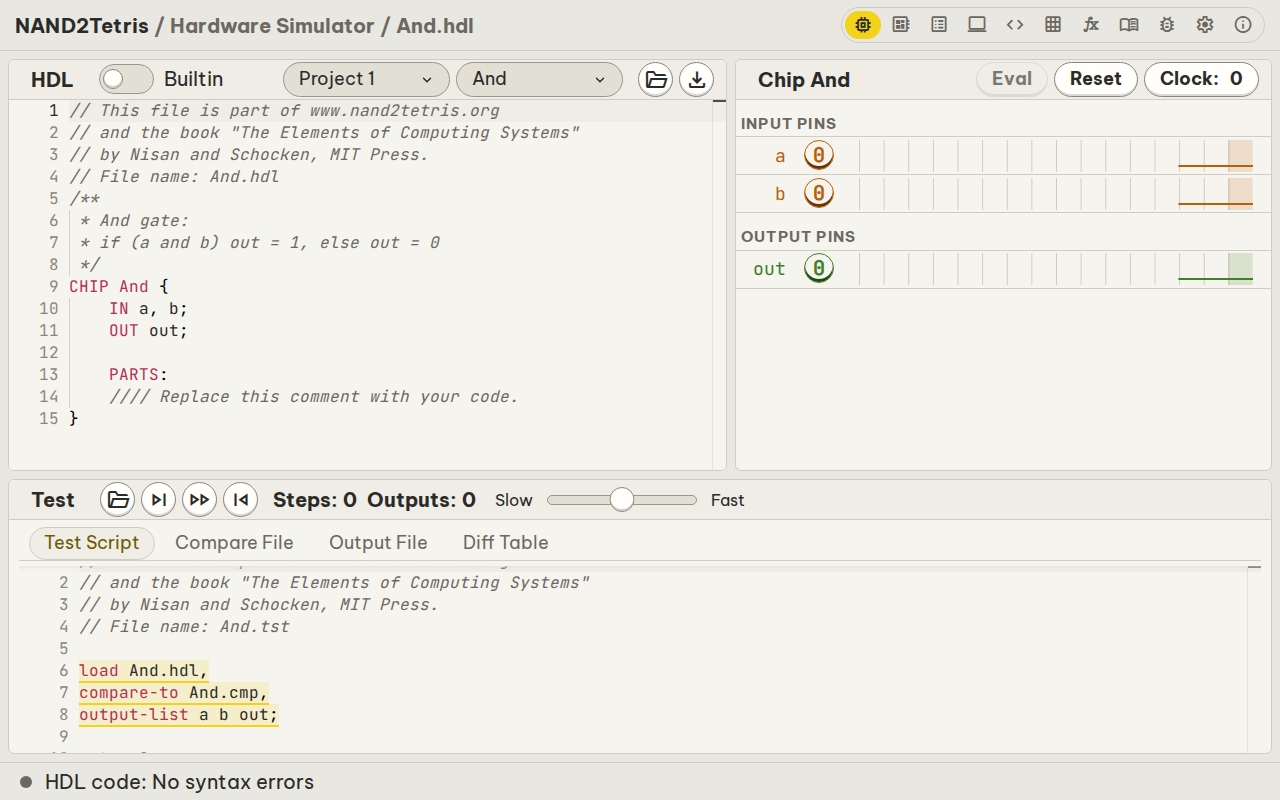 NAND2Tetris / Hardware Simulator / And.hdl
HDL Builtin Project 1 And
1 // This file is part of www.nand2tetris.org
2 // and the book "The Elements of Computing Systems"
3 // by Nisan and Schocken, MIT Press.
4 // File name: And.hdl
5 /**
6 * And gate:
7 * if (a and b) out = 1, else out = 0
8 */
9 CHIP And {
10 IN a, b;
11 OUT out;
12
13 PARTS:
14 //// Replace this comment with your code.
15 }
Chip And Eval Reset Clock: 0
INPUT PINS
a 0
b 0
OUTPUT PINS
out 0
Test Steps: 0 Outputs: 0 Slow Fast
Test Script Compare File Output File Diff Table
2 // and the book "The Elements of Computing Systems"
3 // by Nisan and Schocken, MIT Press.
4 // File name: And.tst
5
6 load And.hdl,
7 compare-to And.cmp,
8 output-list a b out;
9
HDL code: No syntax errors